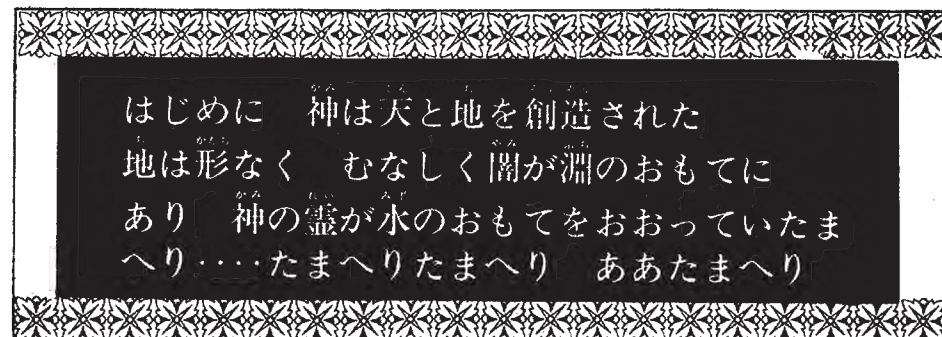 はじめに　神は天と地を創造された
地は形なく　むなしく闇が淵のおもてに
あり　神の霊が水のおもてをおおっていたま
へり‥‥たまへりたまへり　ああたまへり